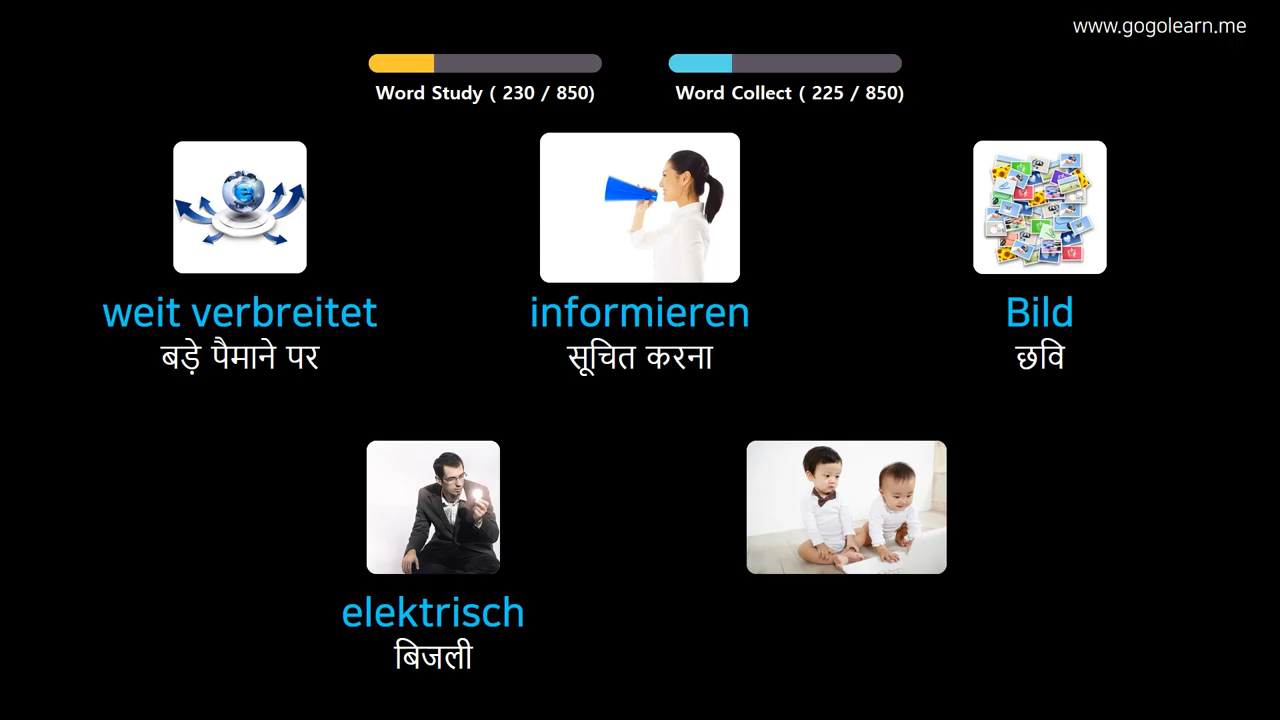 www.gogolearn.me
Word Study ( 230 / 850)
Word Collect ( 225 / 850)
weit verbreitet
बड़े पैमाने पर
informieren
सूचित करना
Bild
छवि
elektrisch
बिजली